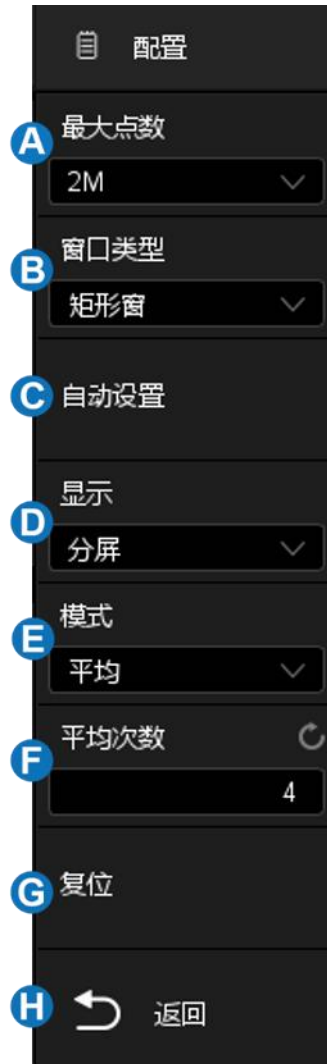 配置
A 最大点数
2M
B 窗口类型
矩形窗
C 自动设置
D 显示
分屏
E 模式
平均
F 平均次数
4
G 复位
H 返回